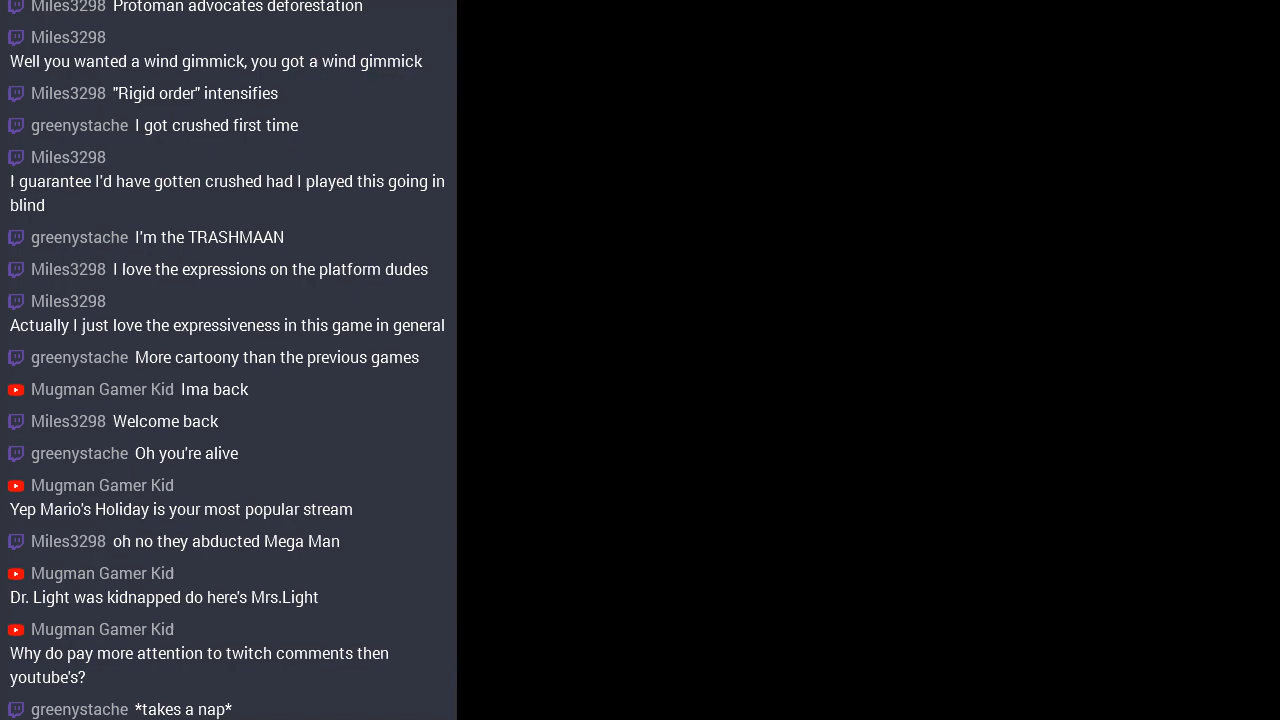 Miles3298 Protoman advocates deforestation
Miles3298
Well you wanted a wind gimmick, you got a wind gimmick
Miles3298 "Rigid order" intensifies
greenystache I got crushed first time
Miles3298
I guarantee I'd have gotten crushed had I played this going in
blind
greenystache I'm the TRASHMAAN
Miles3298 I love the expressions on the platform dudes
Miles3298
Actually I just love the expressiveness in this game in general
greenystache More cartoony than the previous games
Mugman Gamer Kid Ima back
Miles3298 Welcome back
greenystache Oh you're alive
Mugman Gamer Kid
Yep Mario's Holiday is your most popular stream
Miles3298 oh no they abducted Mega Man
Mugman Gamer Kid
Dr. Light was kidnapped do here's Mrs.Light
Mugman Gamer Kid
Why do pay more attention to twitch comments then
youtube's?
greenystache *takes a nap*